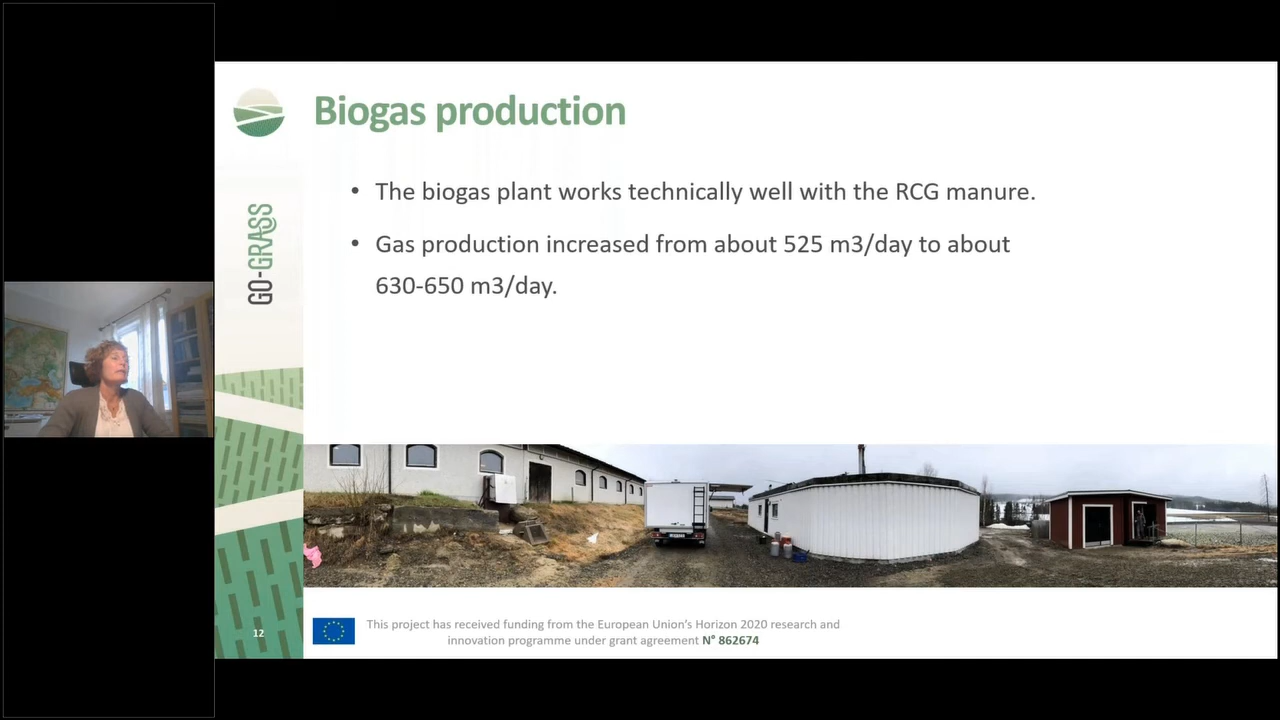 Biogas production
• The biogas plant works technically well with the RCG manure.
• Gas production increased from about 525 m3/day to about
630-650 m3/day.
GO-GRASS
12
This project has received funding from the European Union's Horizon 2020 research and
innovation programme under grant agreement N° 862674